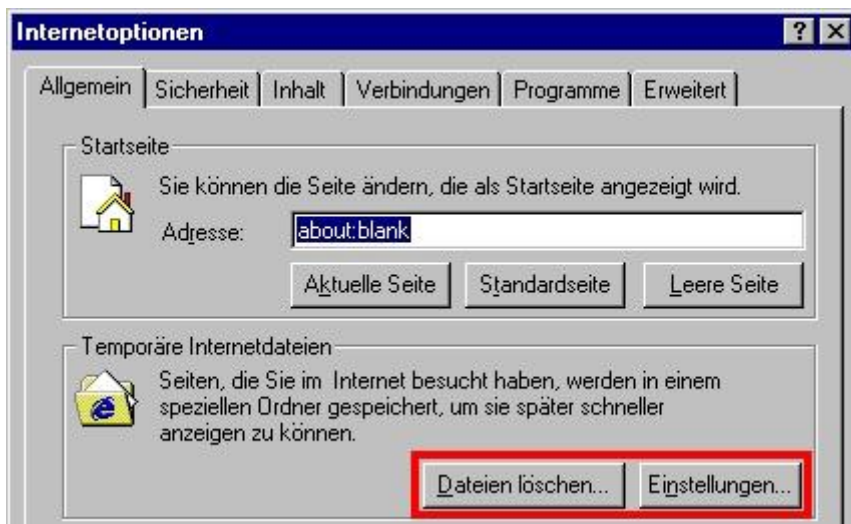 Internetoptionen
Allgemein Sicherheit Inhalt Verbindungen Programme Erweitert
Startseite
Sie können die Seite ändern, die als Startseite angezeigt wird.
Adresse: about:blank
Aktuelle Seite Standardseite Leere Seite
Temporäre Internetdateien
Seiten, die Sie im Internet besucht haben, werden in einem
speziellen Ordner gespeichert, um sie später schneller
anzeigen zu können.
Dateien löschen... Einstellungen...